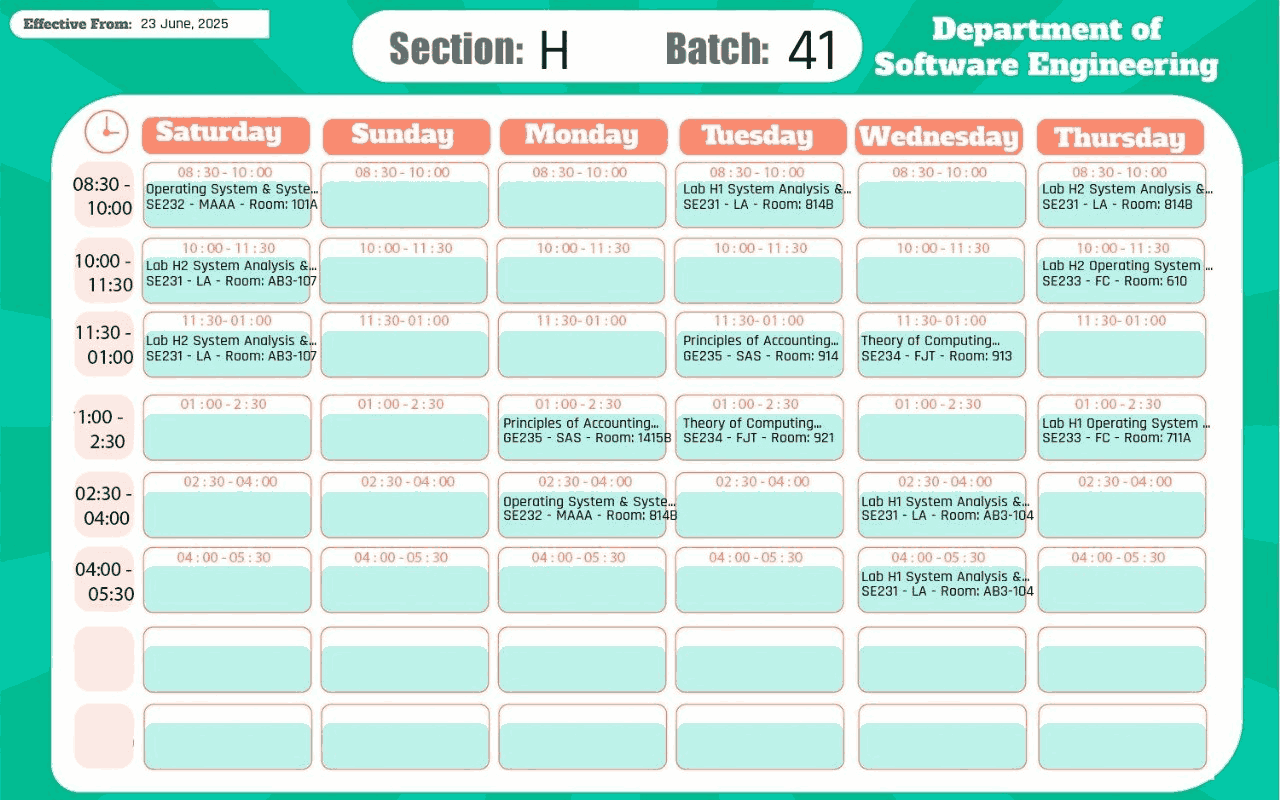 Effective From: 23 June, 2025
Section: H Batch: 41
Department of
Software Engineering
Saturday Sunday Monday Tuesday Wednesday Thursday
08:30 -
10:00
08:30 - 10:00
Operating System & Syste...
SE232 - MAAA - Room: 101A
08:30 - 10:00
08:30 - 10:00
08:30 - 10:00
Lab H1 System Analysis &...
SE231 - LA - Room: 814B
08:30 - 10:00
08:30 - 10:00
Lab H2 System Analysis &...
SE231 - LA - Room: 814B
10:00 -
11:30
10:00 - 11:30
Lab H2 System Analysis &...
SE231 - LA - Room: AB3-107
10:00 - 11:30
10:00 - 11:30
10:00 - 11:30
10:00 - 11:30
10:00 - 11:30
Lab H2 Operating System ...
SE233 - FC - Room: 610
11:30 -
01:00
11:30- 01:00
Lab H2 System Analysis &...
SE231 - LA - Room: AB3-107
11:30- 01:00
11:30- 01:00
11:30- 01:00
Principles of Accounting...
GE235 - SAS - Room: 914
11:30- 01:00
Theory of Computing...
SE234 - FJT - Room: 913
11:30- 01:00
1:00 -
2:30
01:00 - 2:30
01:00 - 2:30
01:00 - 2:30
Principles of Accounting...
GE235 - SAS - Room: 1415B
01:00 - 2:30
Theory of Computing...
SE234 - FJT - Room: 921
01:00 - 2:30
01:00 - 2:30
Lab H1 Operating System ...
SE233 - FC - Room: 711A
02:30 -
04:00
02:30 - 04:00
02:30 - 04:00
02:30 - 04:00
Operating System & Syste...
SE232 - MAAA - Room: 814B
02:30 - 04:00
02:30 - 04:00
Lab H1 System Analysis &...
SE231 - LA - Room: AB3-104
02:30 - 04:00
04:00 -
05:30
04:00 - 05:30
04:00 - 05:30
04:00 - 05:30
04:00 - 05:30
04:00 - 05:30
Lab H1 System Analysis &...
SE231 - LA - Room: AB3-104
04:00 - 05:30